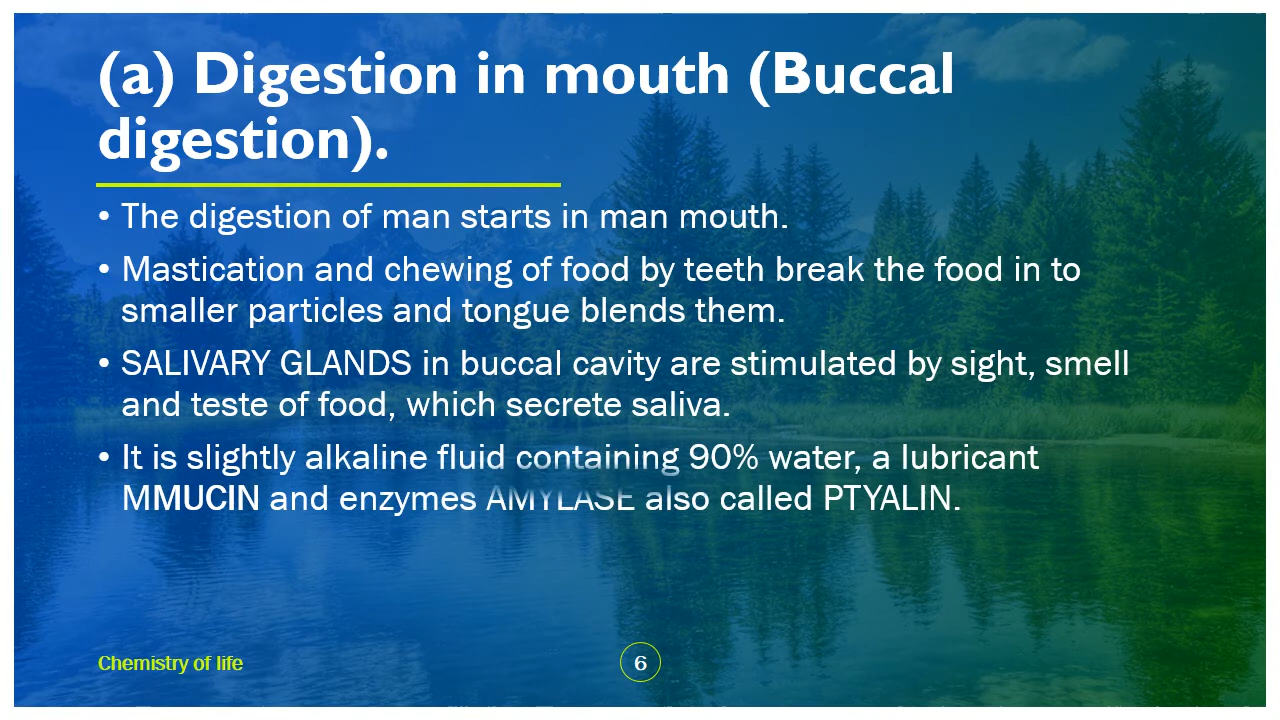 (a) Digestion in mouth (Buccal
digestion).
• The digestion of man starts in man mouth.
• Mastication and chewing of food by teeth break the food in to
smaller particles and tongue blends them.
• SALIVARY GLANDS in buccal cavity are stimulated by sight, smell
and teste of food, which secrete saliva.
• It is slightly alkaline fluid containing 90% water, a lubricant
MMUCIN and enzymes AMYLASE also called PTYALIN.
Chemistry of life
6